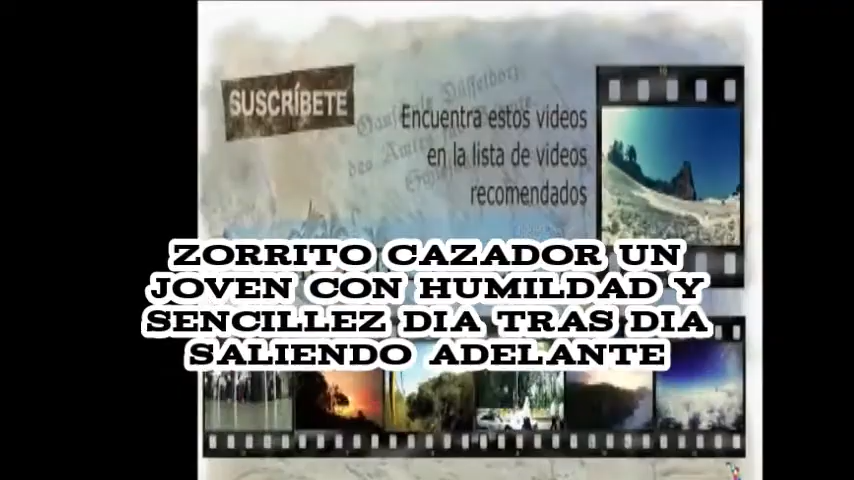 SUSCRÍBETE
Encuentra estos videos
en la lista de videos
recomendados
ZORRITO CAZADOR UN
JOVEN CON HUMILDAD Y
SENCILLEZ DIA TRAS DIA
SALIENDO ADELANTE